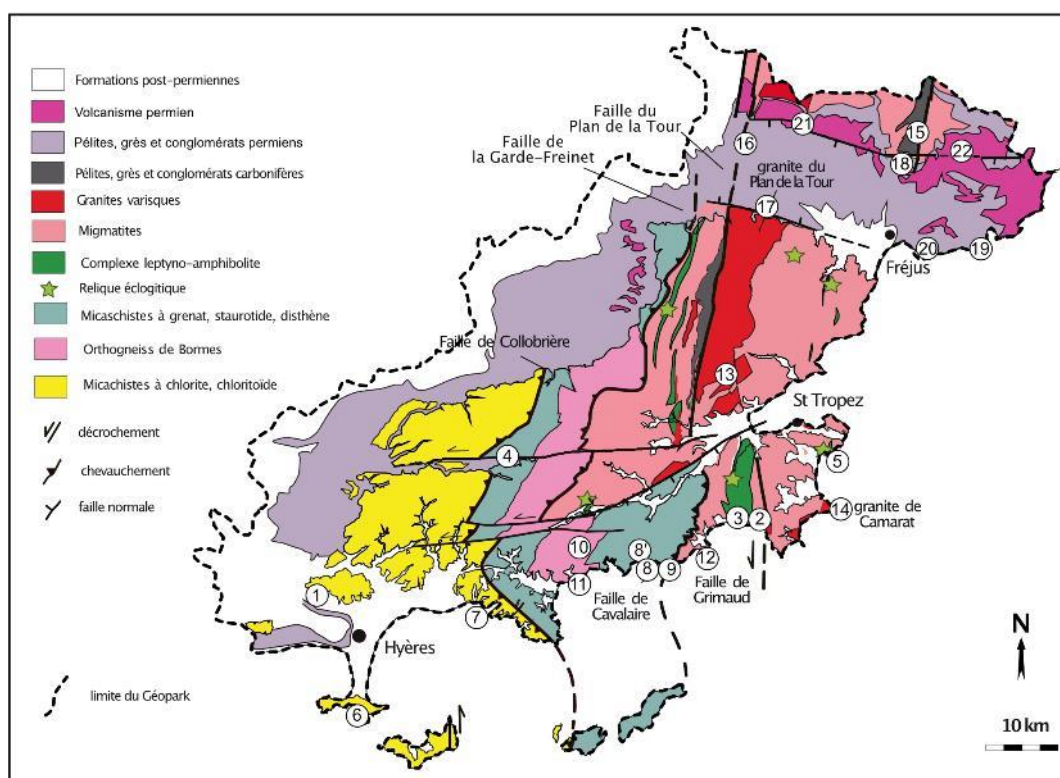 Formations post-permiennes
Volcanisme permien
Pélites, grès et conglomérats permiens
Pélites, grès et conglomérats carbonifères
Granites varisques
Migmatites
Complexe leptyno-amphibolite
Relique éclogitique
Micaschistes à grenat, staurotide, disthène
Orthogneiss de Bormes
Micachistes à chlorite, chloritoïde
décrochement
chevauchement
faille normale
limite du Géopark
Faille du
Plan de la Tour
Faille de
la Garde-Freinet
16
21
15
18
22
granite du
Plan de la Tour
17
Fréjus
20
19
Faille de Collobrière
13
St Tropez
4
5
3
2
14
granite de
Camarat
10
8'
8
9
12
11
Faille de
Grimaud
Faille de
Cavalaire
1
7
Hyères
6
N
10 km